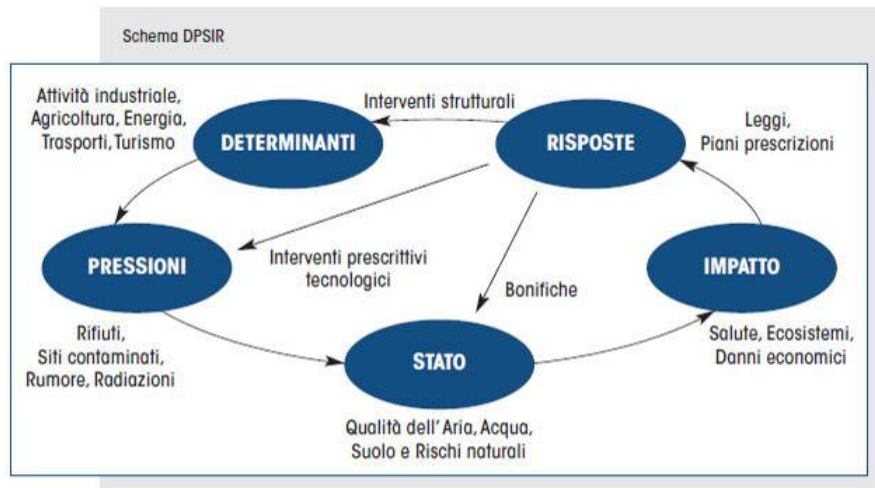 Schema DPSIR
Attività industriale,
Agricoltura, Energia,
Trasporti, Turismo
DETERMINANTI
Interventi strutturali
RISPOSTE
Leggi,
Piani prescrizioni
PRESSIONI
Interventi prescrittivi
tecnologici
Bonifiche
IMPATTO
Rifiuti,
Siti contaminati,
Rumore, Radiazioni
STATO
Salute, Ecosistemi,
Danni economici
Qualità dell'Aria, Acqua,
Suolo e Rischi naturali